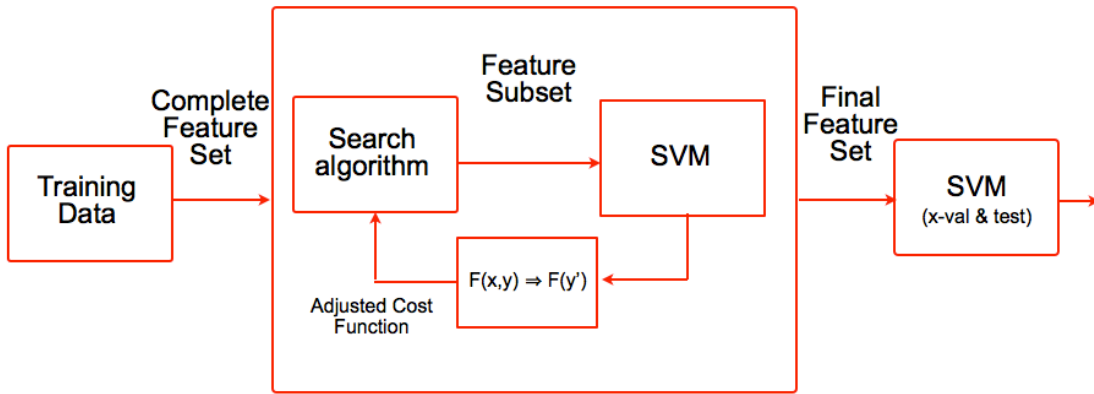 Training
Data
Complete
Feature
Set
Search
algorithm
Feature
Subset
SVM
F(x,y) ⇒ F(y’)
Adjusted Cost
Function
Final
Feature
Set
SVM
(x-val & test)